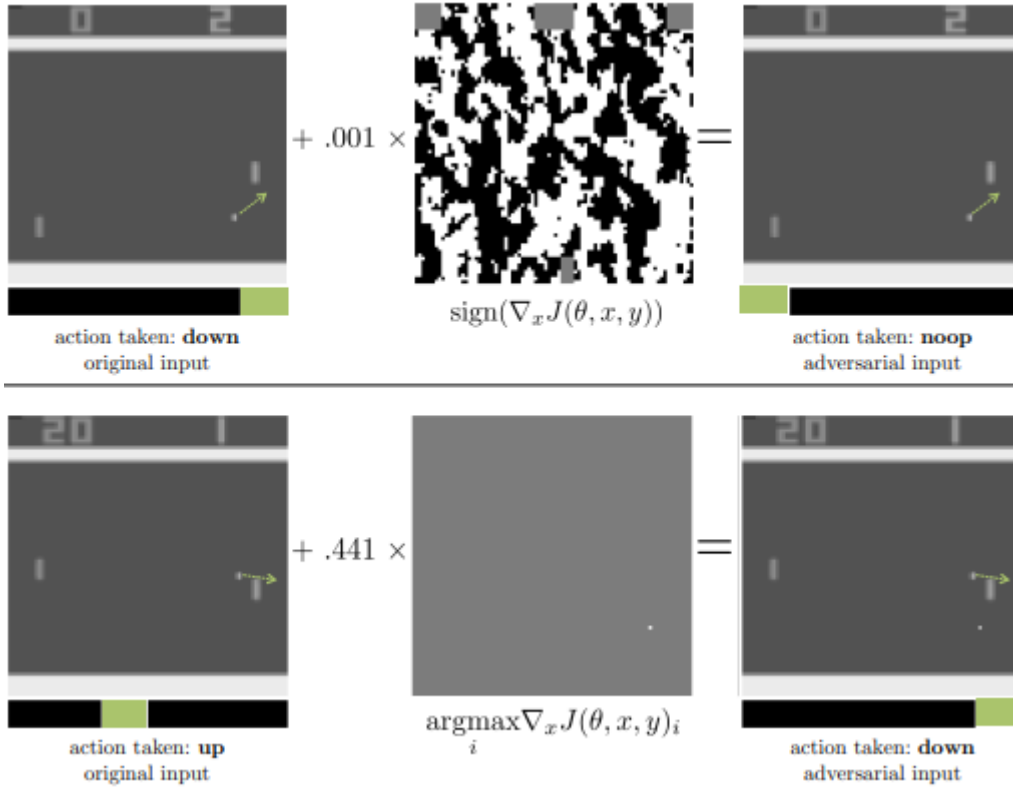 0 2
0 2
+ .001 ×
=
sign(∇ₓJ(θ, x, y))
action taken: down
original input
action taken: noop
adversarial input
20 1
20 1
+ .441 ×
=
argmax∇ₓJ(θ, x, y)ᵢ
i
action taken: up
original input
action taken: down
adversarial input